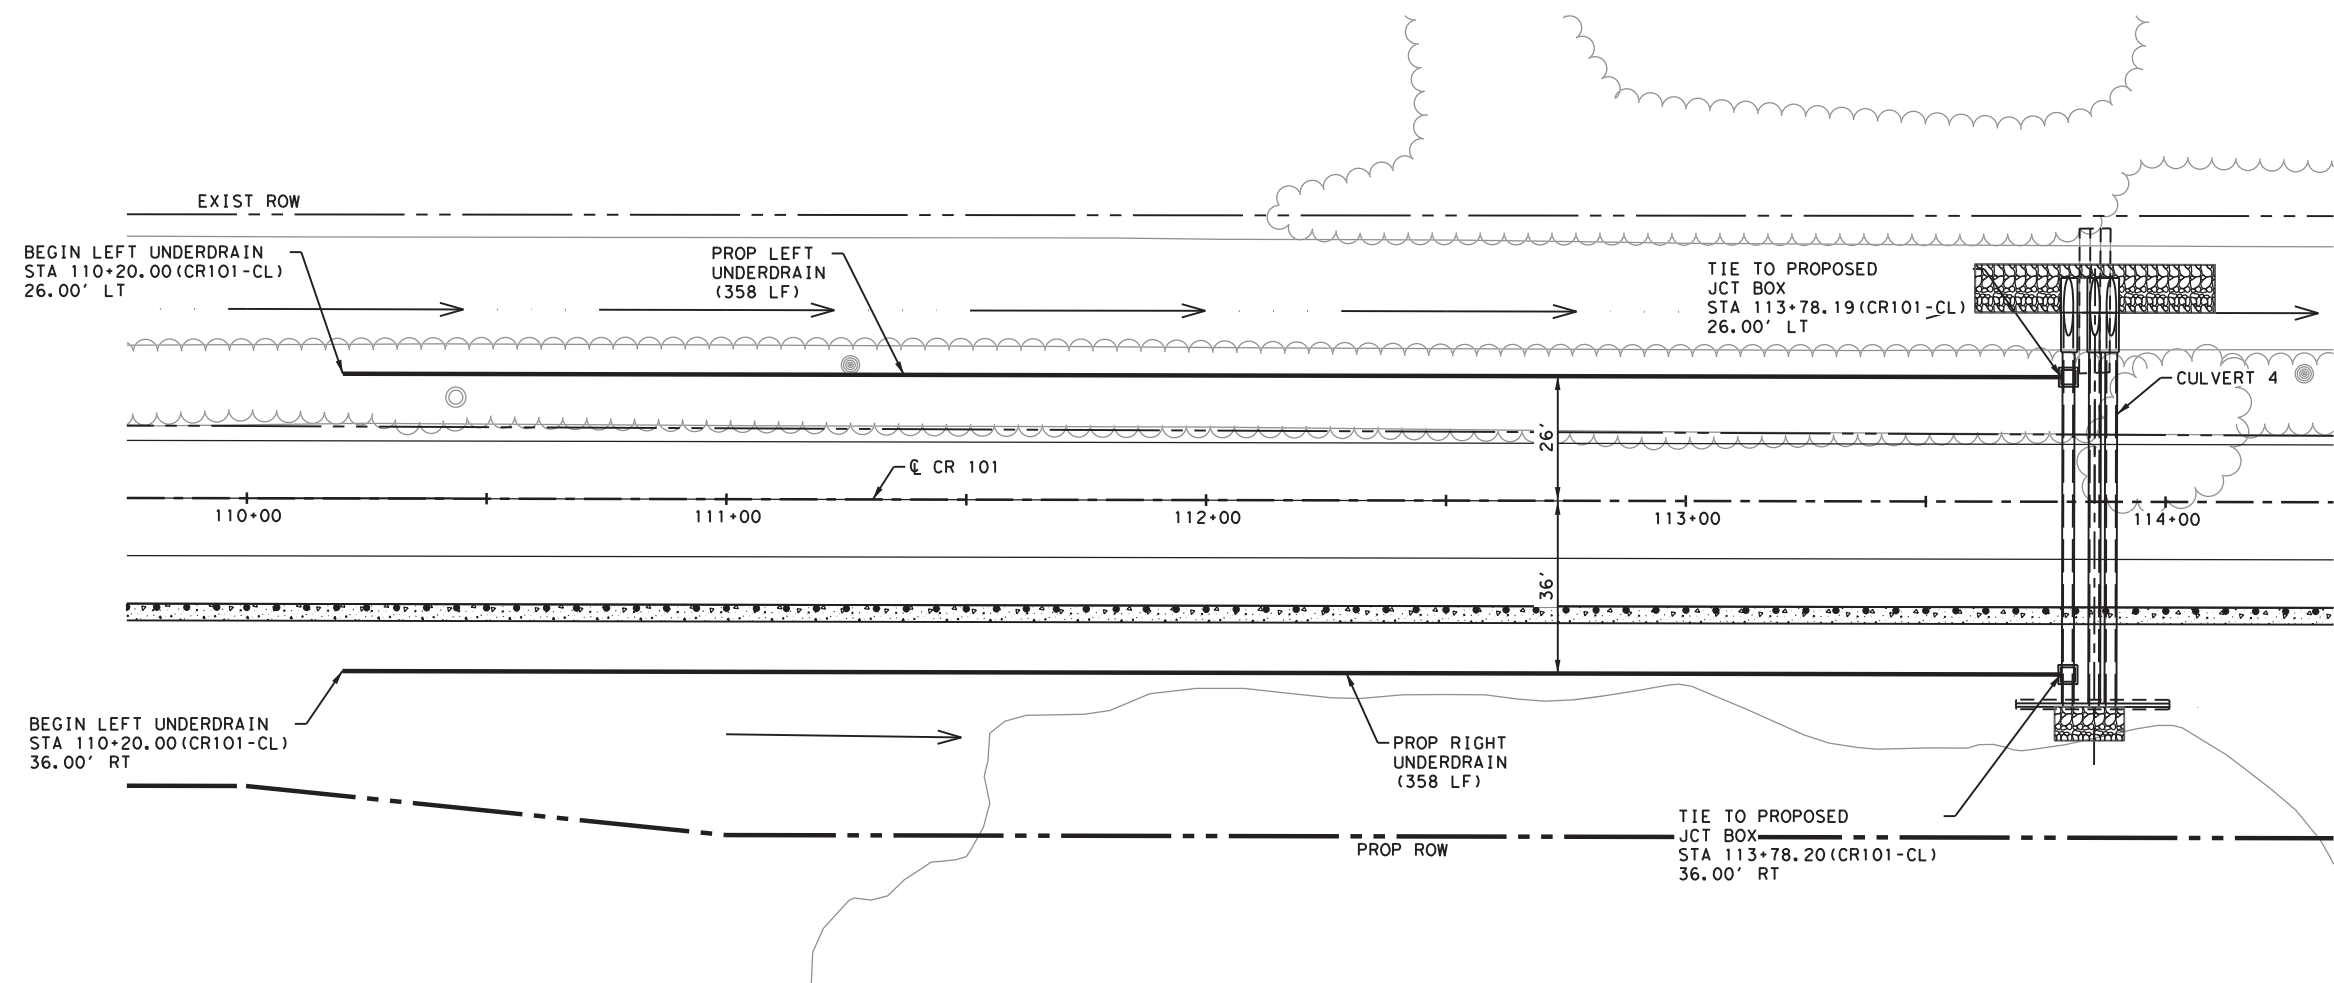 EXIST ROW
BEGIN LEFT UNDERDRAIN
STA 110+20.00(CR101-CL)
26.00' LT
PROP LEFT
UNDERDRAIN
(358 LF)
TIE TO PROPOSED
JCT BOX
STA 113+78.19(CR101-CL)
26.00' LT
CULVERT 4
26'
℄ CR 101
110+00
111+00
112+00
113+00
114+00
36'
BEGIN LEFT UNDERDRAIN
STA 110+20.00(CR101-CL)
36.00' RT
PROP RIGHT
UNDERDRAIN
(358 LF)
TIE TO PROPOSED
JCT BOX
STA 113+78.20(CR101-CL)
36.00' RT
PROP ROW